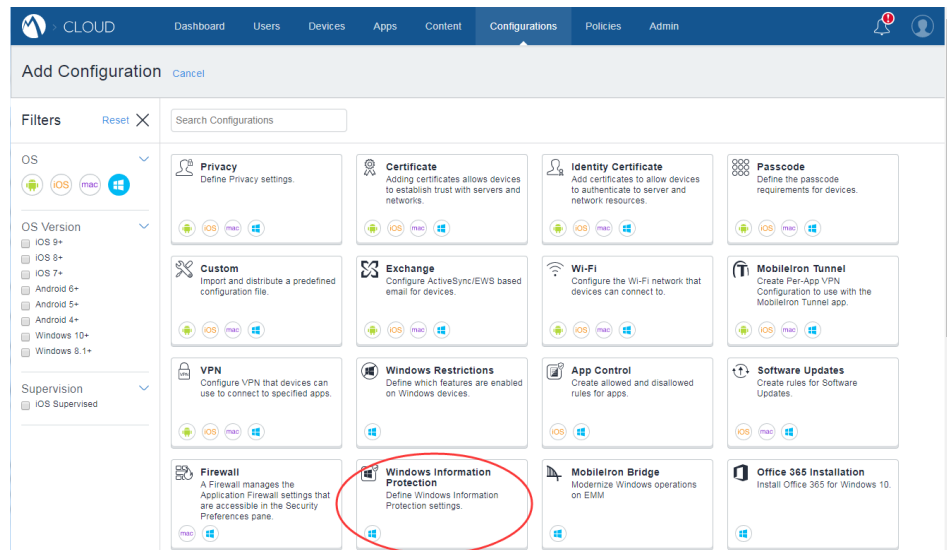 CLOUD
Dashboard Users Devices Apps Content Configurations Policies Admin
Add Configuration Cancel
Filters Reset
Search Configurations
OS
iOS mac
OS Version
iOS 9+
iOS 8+
iOS 7+
Android 6+
Android 5+
Android 4+
Windows 10+
Windows 8.1+
Supervision
iOS Supervised
Privacy
Define Privacy settings.
iOS mac
Certificate
Adding certificates allows devices
to establish trust with servers and
networks.
iOS mac
Identity Certificate
Add certificates to allow devices
to authenticate to server and
network resources.
iOS mac
Passcode
Define the passcode
requirements for devices.
iOS mac
Custom
Import and distribute a predefined
configuration file.
iOS mac
Exchange
Configure ActiveSync/EWS based
email for devices.
iOS mac
Wi-Fi
Configure the Wi-Fi network that
devices can connect to.
iOS mac
MobileIron Tunnel
Create Per-App VPN
Configuration to use with the
MobileIron Tunnel app.
iOS mac
VPN
VPN
Configure VPN that devices can
use to connect to specified apps.
iOS mac
Windows Restrictions
Define which features are enabled
on Windows devices.
App Control
Create allowed and disallowed
rules for apps.
iOS
Software Updates
Create rules for Software
Updates.
iOS mac
Firewall
A Firewall manages the
Application Firewall settings that
are accessible in the Security
Preferences pane.
mac
Windows Information
Protection
Define Windows Information
Protection settings.
MobileIron Bridge
Modernize Windows operations
on EMM
Office 365 Installation
Install Office 365 for Windows 10.